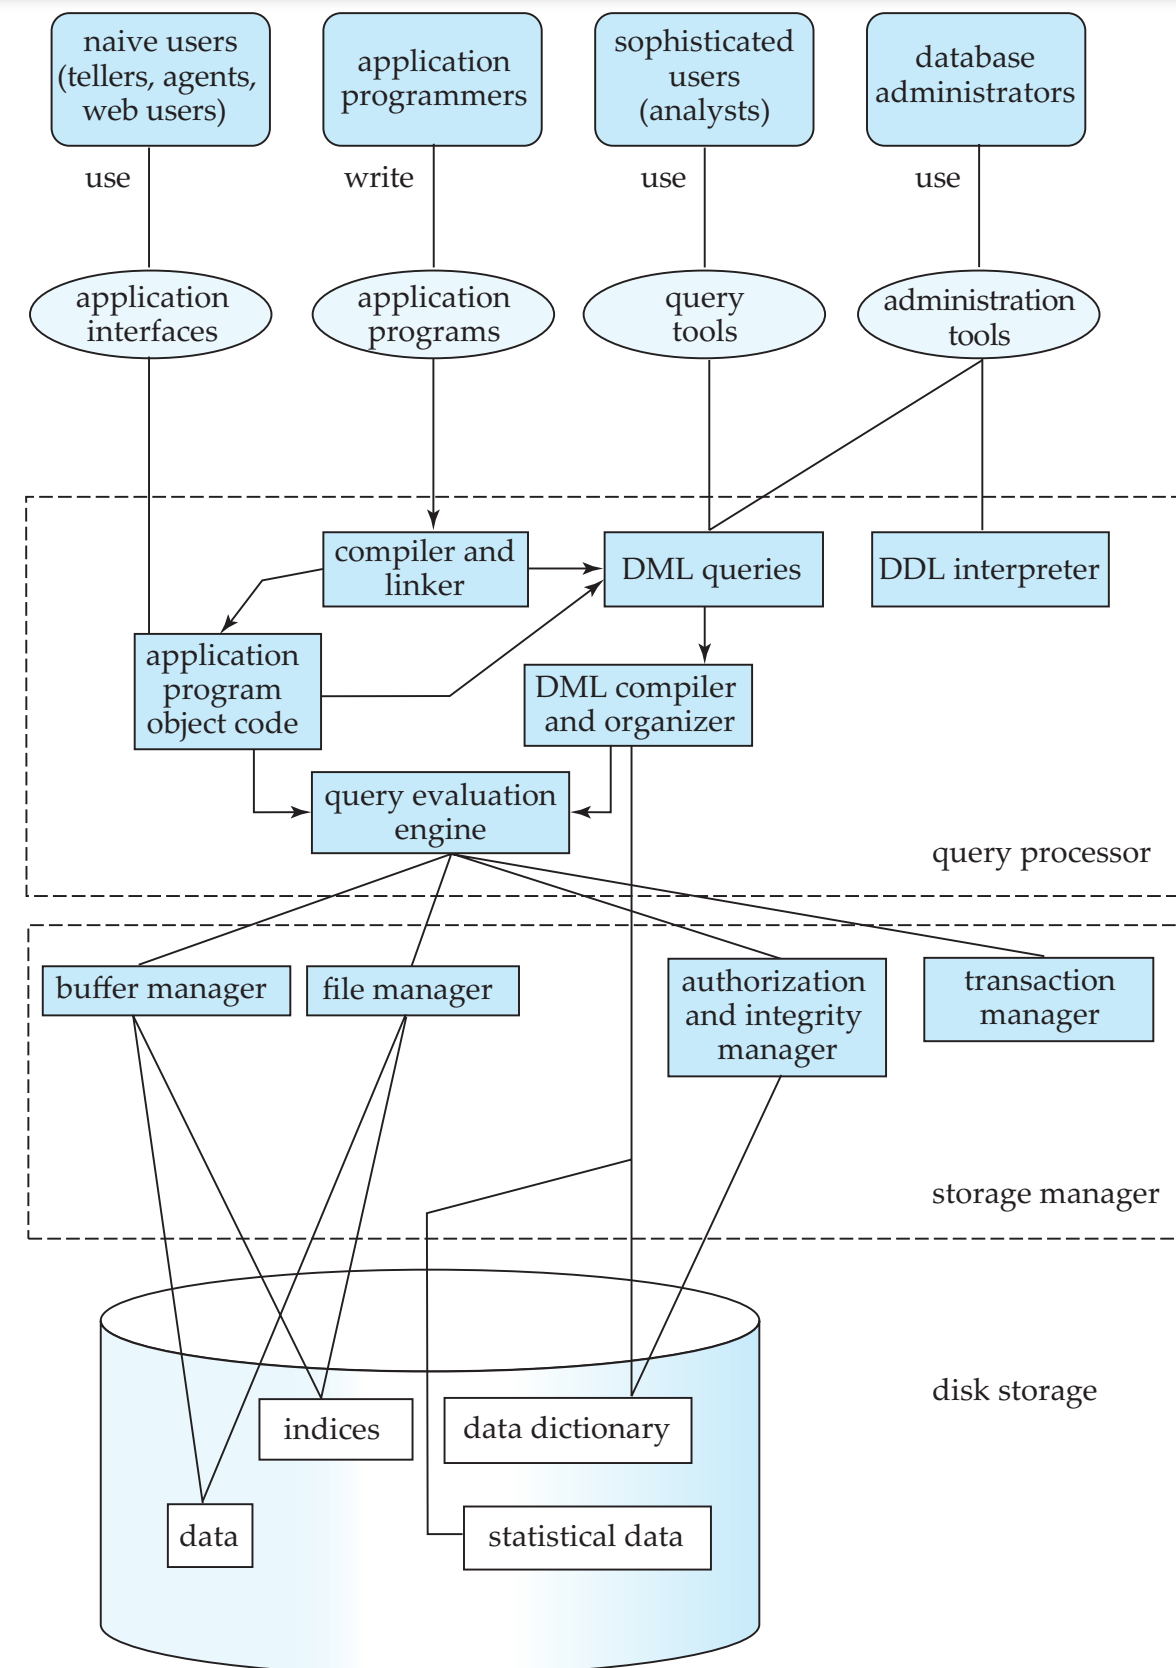 naive users
(tellers, agents,
web users)
application
programmers
sophisticated
users
(analysts)
database
administrators
use
write
use
use
application
interfaces
application
programs
query
tools
administration
tools
compiler and
linker
DML queries
DDL interpreter
application
program
object code
DML compiler
and organizer
query evaluation
engine
query processor
buffer manager
file manager
authorization
and integrity
manager
transaction
manager
storage manager
disk storage
indices
data dictionary
data
statistical data